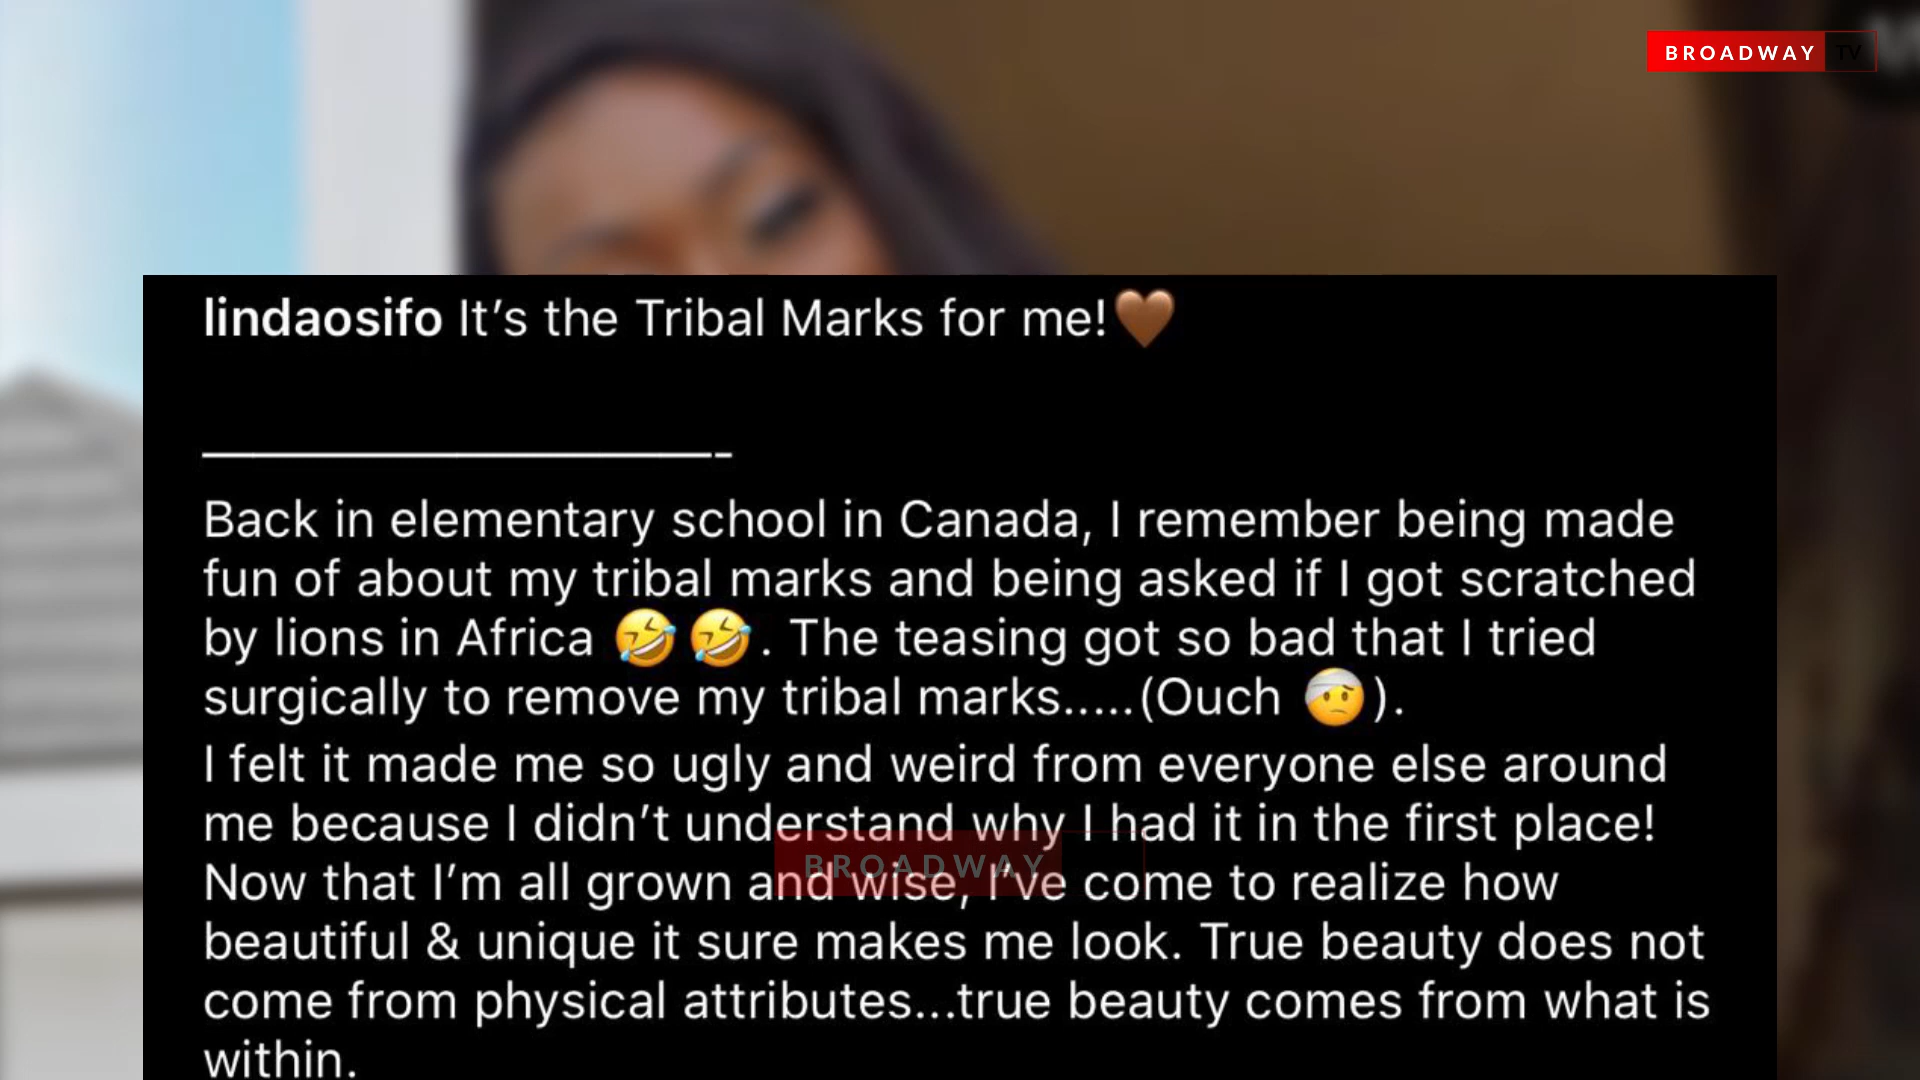 BROADWAY TV
lindaosifo It’s the Tribal Marks for me!🤎
—————————————-
Back in elementary school in Canada, I remember being made
fun of about my tribal marks and being asked if I got scratched
by lions in Africa 🤣🤣. The teasing got so bad that I tried
surgically to remove my tribal marks.....(Ouch 🤕).
I felt it made me so ugly and weird from everyone else around
me because I didn’t understand why I had it in the first place!
BROADWAY
Now that I’m all grown and wise, I’ve come to realize how
beautiful & unique it sure makes me look. True beauty does not
come from physical attributes...true beauty comes from what is
within.